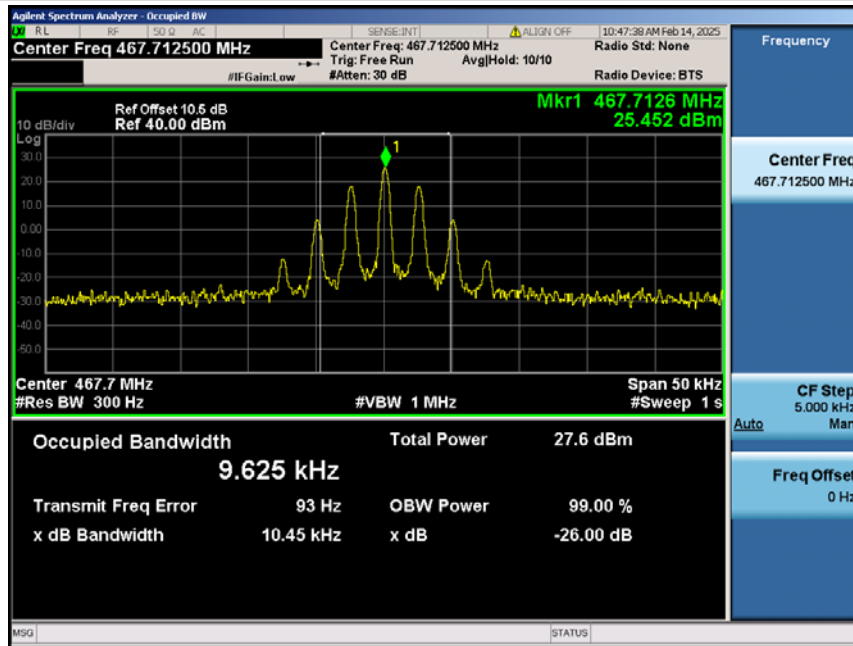 Agilent Spectrum Analyzer - Occupied BW
RL RF 50 Ω AC SENSE:INT ALIGN OFF 10:47:38 AM Feb 14, 2025
Center Freq 467.712500 MHz
Center Freq: 467.712500 MHz
Radio Std: None
Trig: Free Run Avg|Hold: 10/10
#IFGain:Low
#Atten: 30 dB
Radio Device: BTS
Ref Offset 10.5 dB
Mkr1 467.7126 MHz
10 dB/div Ref 40.00 dBm
25.452 dBm
Log
30.0
20.0
10.0
0.00
-10.0
-20.0
-30.0
-40.0
-50.0
1
Center 467.7 MHz Span 50 kHz
#Res BW 300 Hz #VBW 1 MHz #Sweep 1 s
Occupied Bandwidth Total Power 27.6 dBm
9.625 kHz
Transmit Freq Error 93 Hz OBW Power 99.00 %
x dB Bandwidth 10.45 kHz x dB -26.00 dB
MSG STATUS
Frequency
Center Freq
467.712500 MHz
CF Step
5.000 kHz
Auto Man
Freq Offset
0 Hz